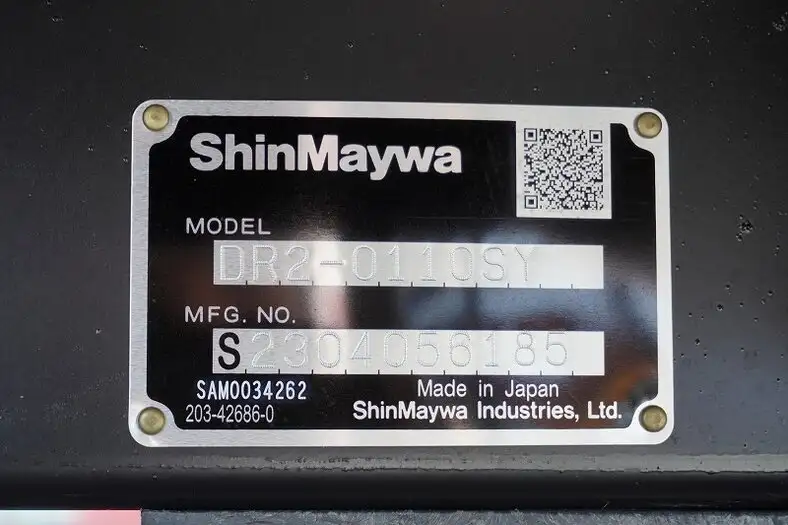 ShinMaywa
MODEL
DR2-0110SY
MFG. NO.
S2304056185
SAM0034262
Made in Japan
203-42686-0
ShinMaywa Industries, Ltd.